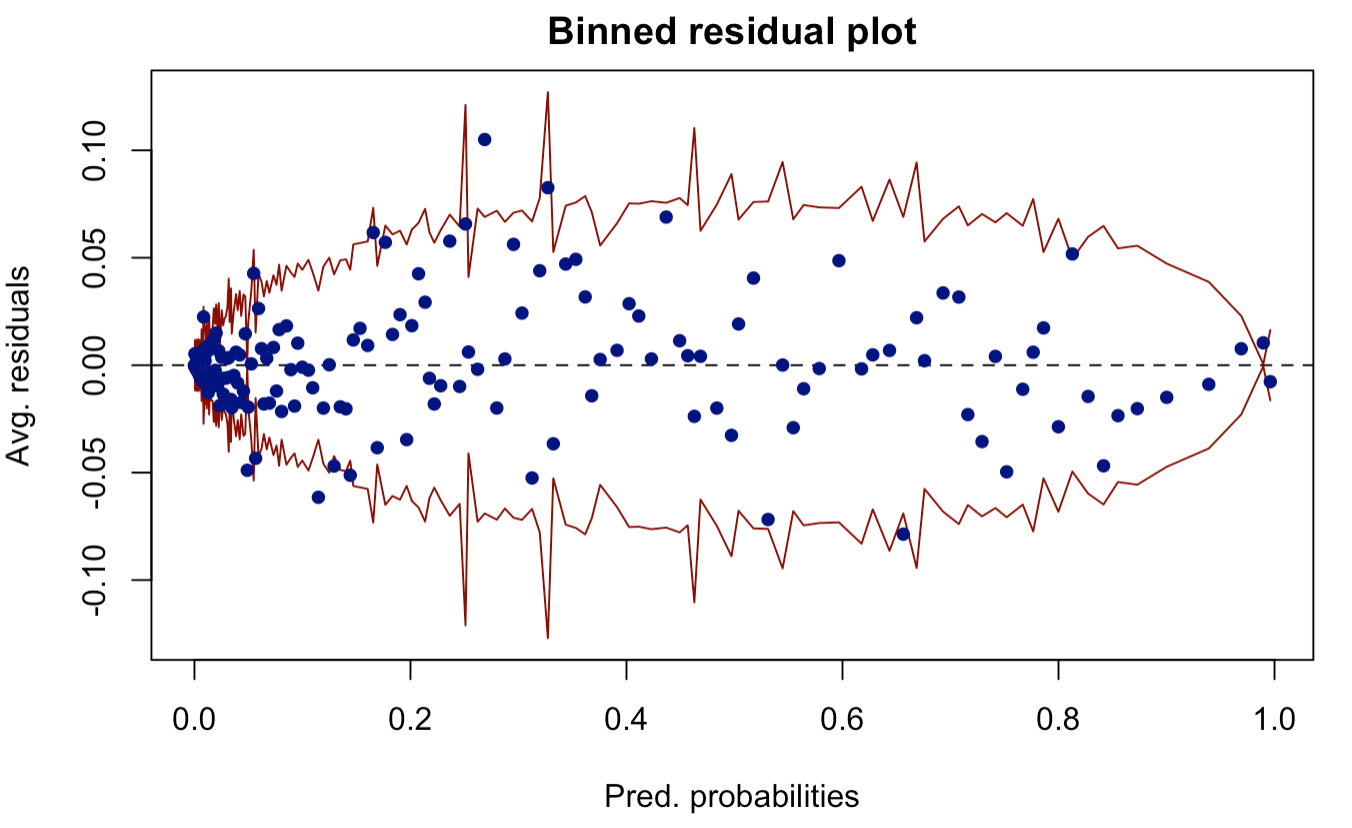 Binned residual plot
Avg. residuals
0.10
0.05
0.00
-0.05
-0.10
0.0 0.2 0.4 0.6 0.8 1.0
Pred. probabilities